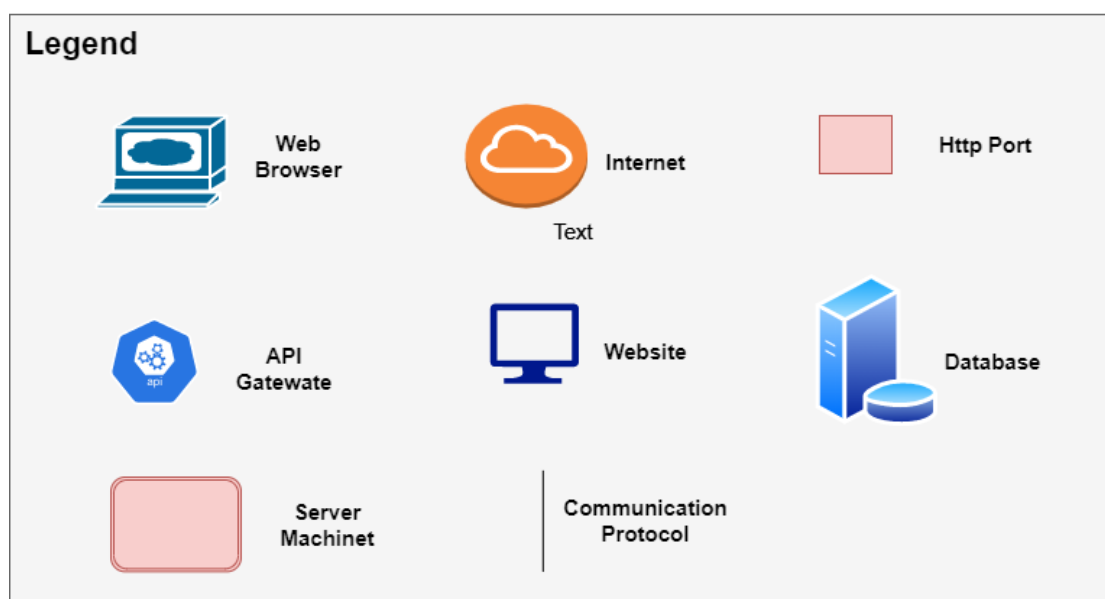 Legend
Web
Browser
Internet
Http Port
Text
api
API
Gatewate
Website
Database
Server
Machinet
Communication
Protocol